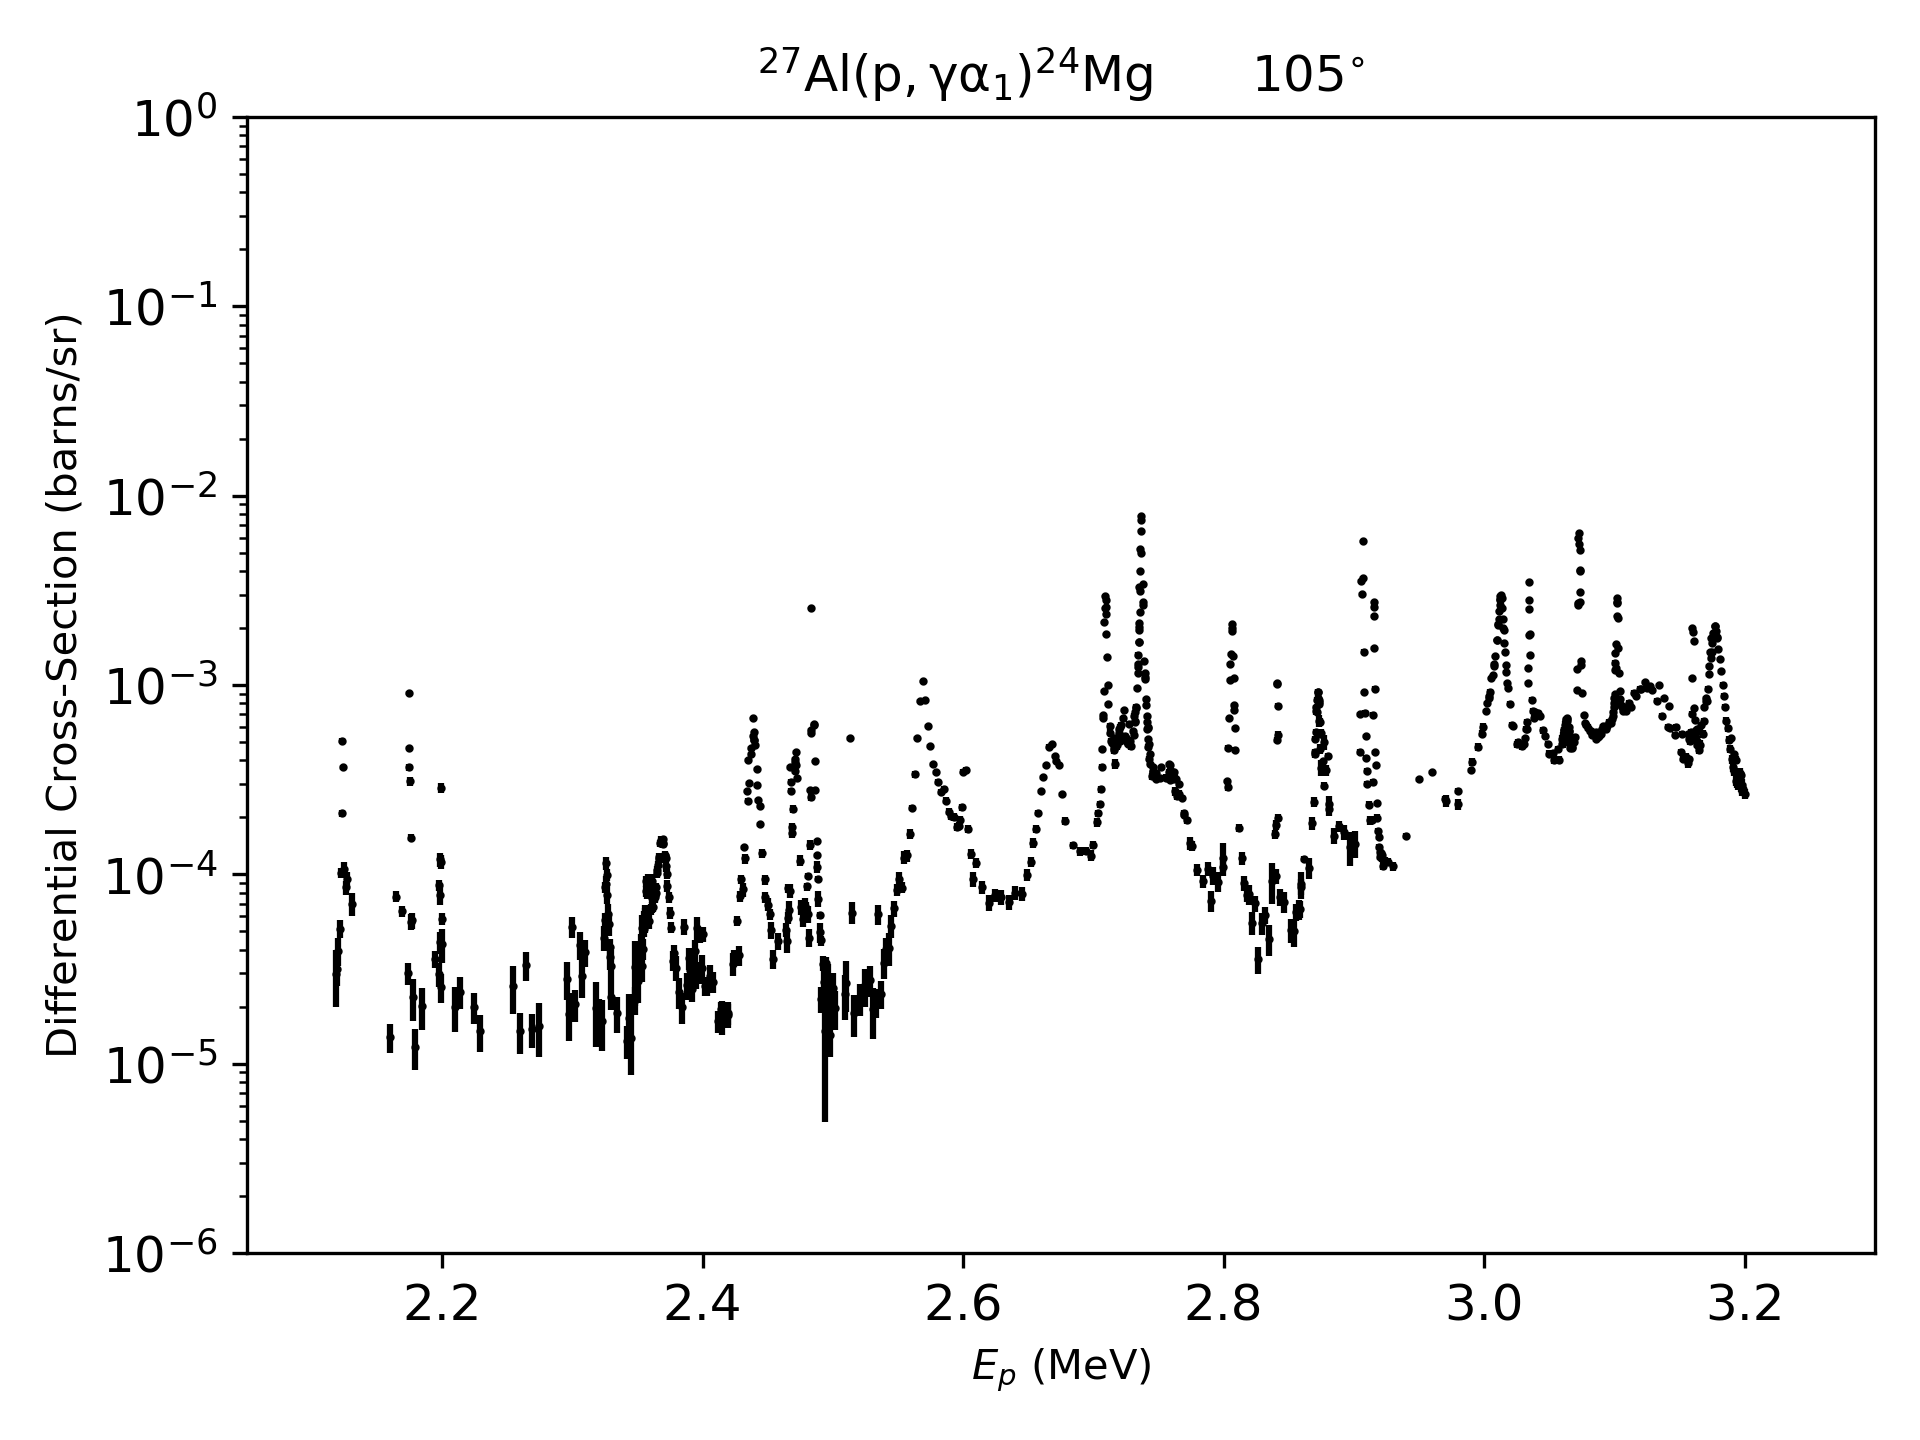 ²⁷Al(p, γα₁)²⁴Mg 105°
10⁰
10⁻¹
10⁻²
10⁻³
10⁻⁴
10⁻⁵
10⁻⁶
Differential Cross-Section (barns/sr)
2.2 2.4 2.6 2.8 3.0 3.2
Eₚ (MeV)